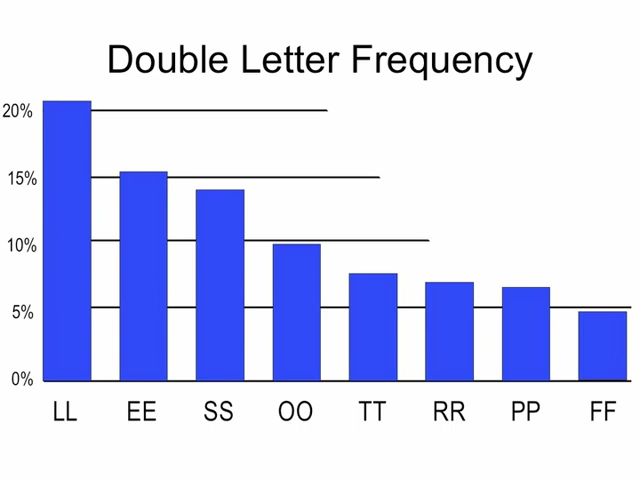 Double Letter Frequency
20%
15%
10%
5%
0%
LL EE SS OO TT RR PP FF